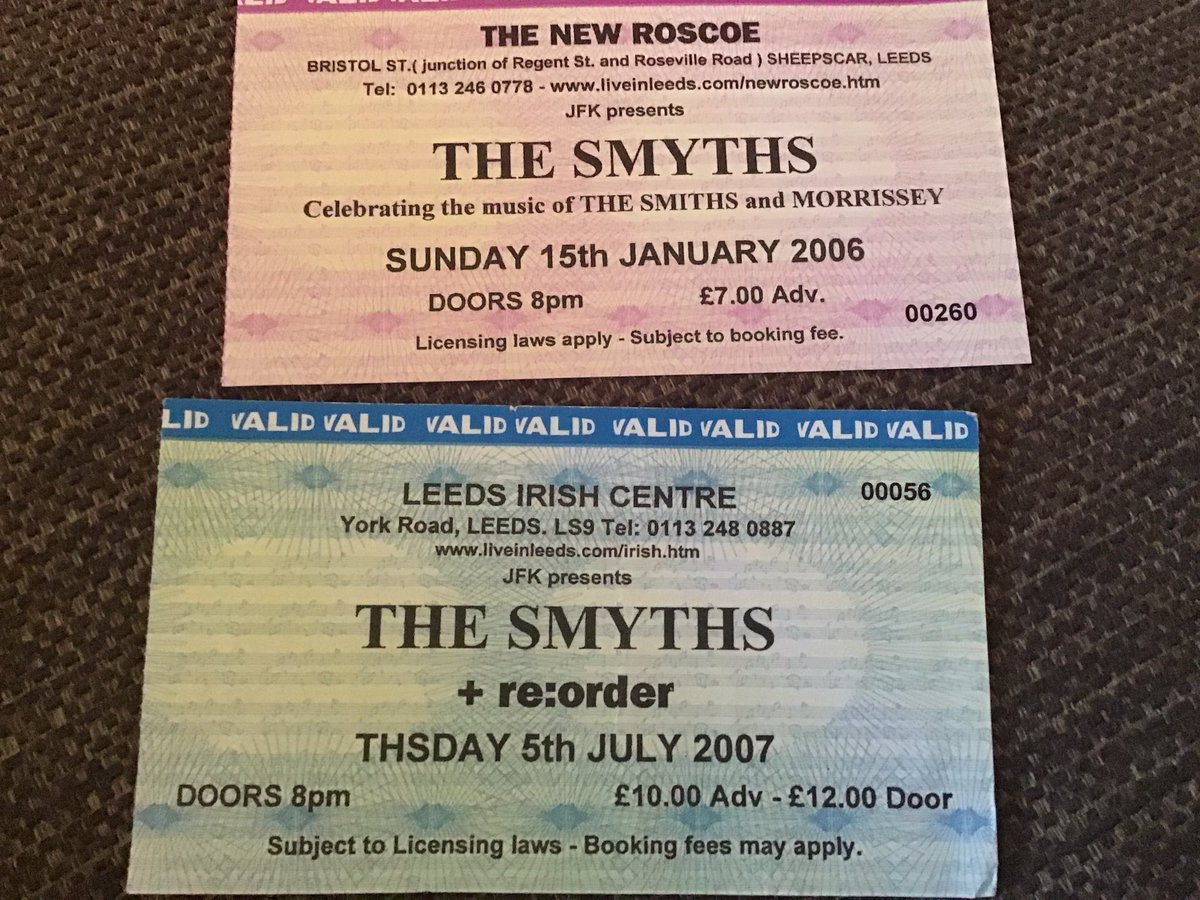 VALID
THE NEW ROSCOE
BRISTOL ST.( junction of Regent St. and Roseville Road ) SHEEPSCAR, LEEDS
Tel: 0113 246 0778 - www.liveinleeds.com/newroscoe.htm
JFK presents
THE SMYTHS
Celebrating the music of THE SMITHS and MORRISSEY
SUNDAY 15th JANUARY 2006
DOORS 8pm £7.00 Adv.
00260
Licensing laws apply - Subject to booking fee.
LID VALID VALID VALID VALID VALID VALID VALID VALID
LEEDS IRISH CENTRE 00056
York Road, LEEDS. LS9 Tel: 0113 248 0887
www.liveinleeds.com/irish.htm
JFK presents
THE SMYTHS
+ re:order
THSDAY 5th JULY 2007
DOORS 8pm £10.00 Adv - £12.00 Door
Subject to Licensing laws - Booking fees may apply.